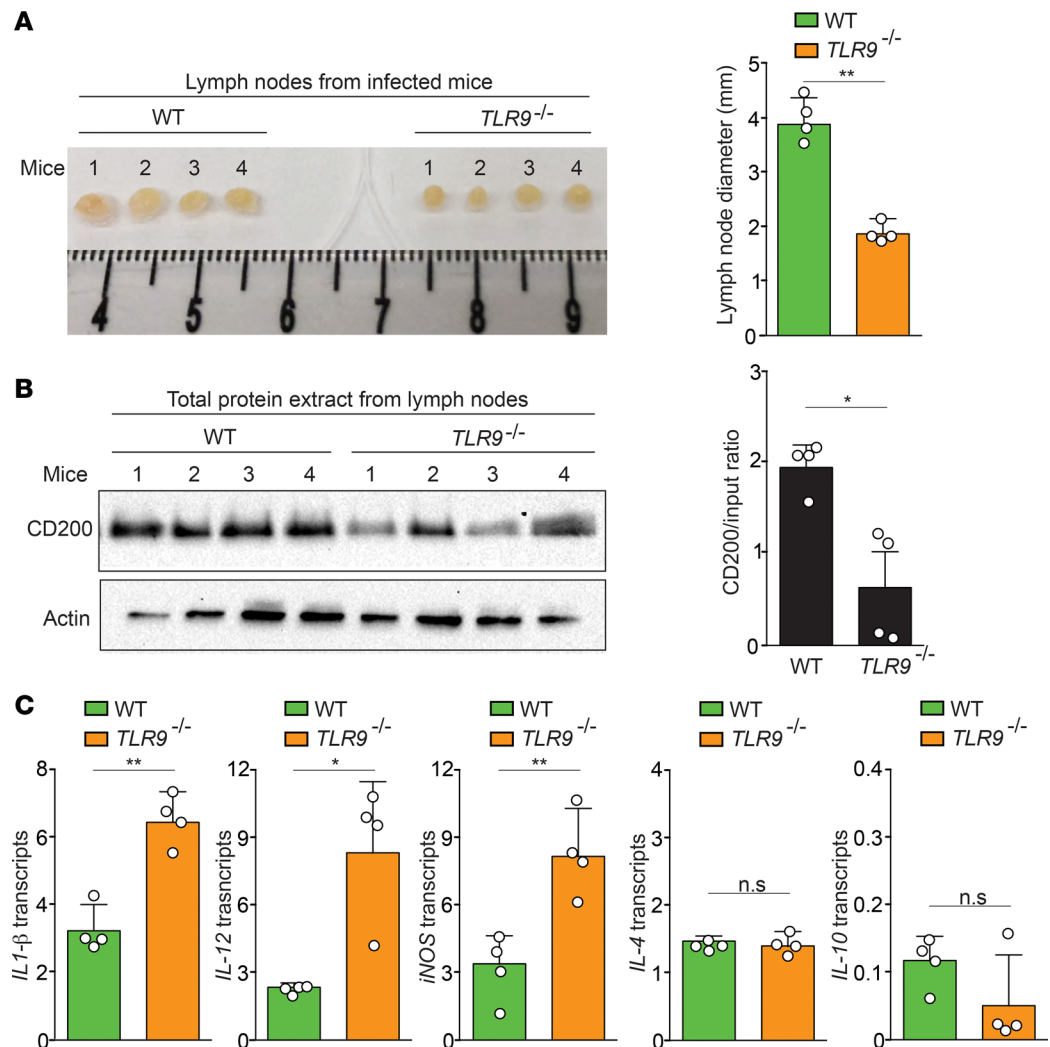 A
WT
TLR9 -/-
Lymph nodes from infected mice
WT TLR9-/-
Mice 1 2 3 4 1 2 3 4
4 5 6 7 8 9
Lymph node diameter (mm)
5
4
3
2
1
0
**
B
Total protein extract from lymph nodes
WT TLR9-/-
Mice 1 2 3 4 1 2 3 4
CD200
Actin
CD200/input ratio
3
2
1
0
*
WT TLR9-/-
C
WT
TLR9 -/-
IL1-β transcripts
8
6
4
2
0
**
WT
TLR9 -/-
IL-12 trasncripts
12
9
6
3
0
*
WT
TLR9 -/-
iNOS transcripts
12
9
6
3
0
**
WT
TLR9 -/-
IL-4 transcripts
4
3
2
1
0
n.s
WT
TLR9 -/-
IL-10 transcripts
0.4
0.3
0.2
0.1
0
n.s